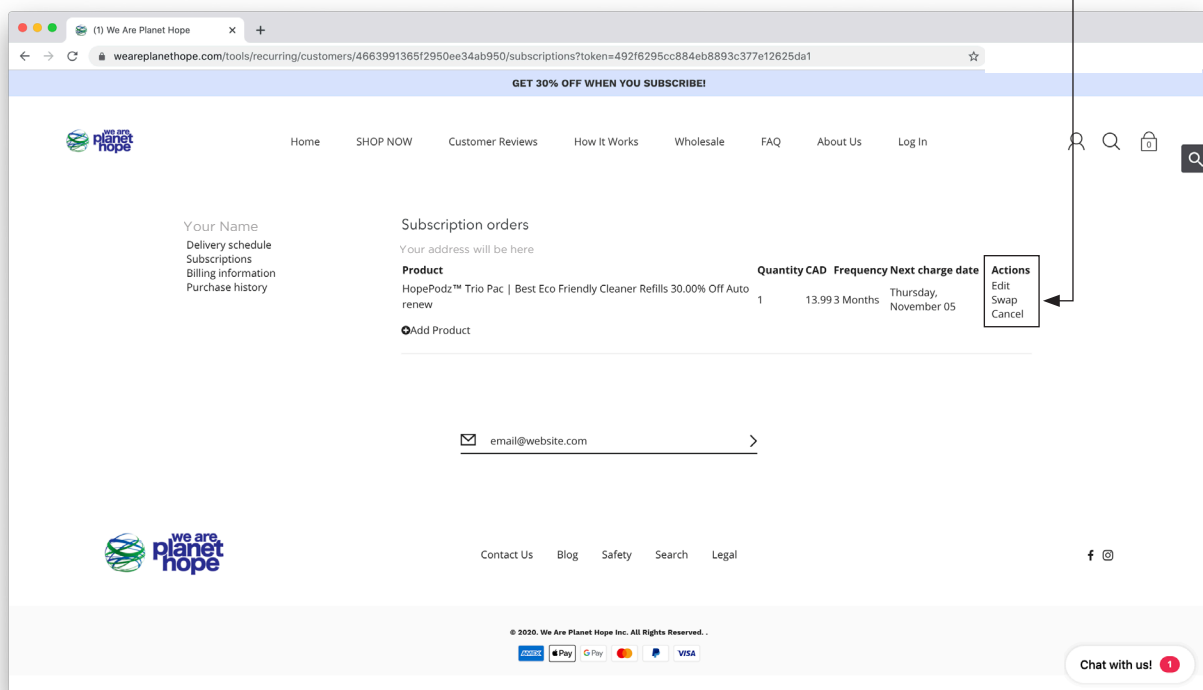 (1) We Are Planet Hope
weareplanethope.com/tools/recurring/customers/4663991365f2950ee34ab950/subscriptions?token=492f6295cc884eb8893c377e12625da1
GET 30% OFF WHEN YOU SUBSCRIBE!
we are planet hope
Home SHOP NOW Customer Reviews How It Works Wholesale FAQ About Us Log In
0
Your Name
Delivery schedule
Subscriptions
Billing information
Purchase history
Subscription orders
Your address will be here
Product Quantity CAD Frequency Next charge date Actions
HopePodz™ Trio Pac | Best Eco Friendly Cleaner Refills 30.00% Off Auto
renew
1 13.99 3 Months Thursday,
November 05
Edit
Swap
Cancel
Add Product
email@website.com
we are
planet
hope
Contact Us Blog Safety Search Legal
© 2020. We Are Planet Hope Inc. All Rights Reserved. .
AMEX Pay G Pay VISA
Chat with us! 1